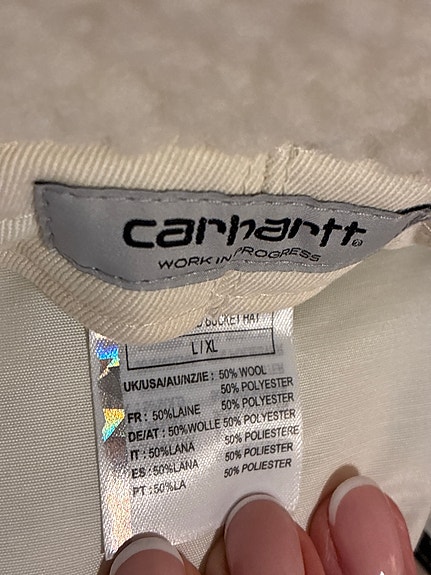 carhartt®
WORK IN PROGRESS
BUCKET HAT
L/XL
UK/USA/AU/NZ/IE : 50% WOOL
50% POLYESTER
FR : 50%LAINE 50% POLYESTER
DE/AT : 50%WOLLE 50% POLYESTER
IT : 50%LANA 50% POLIESTERE
ES : 50%LANA 50% POLIESTER
PT : 50%LA 50% POLIESTER